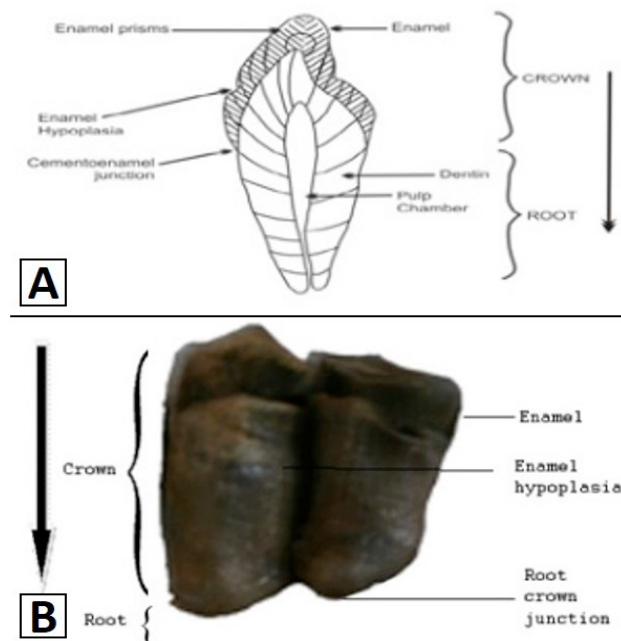 Enamel prisms
Enamel
CROWN
Enamel
Hypoplasia
Cementoenamel
junction
Dentin
Pulp
Chamber
ROOT
A
Crown
Enamel
Enamel
hypoplasia
Root
crown
junction
Root
B